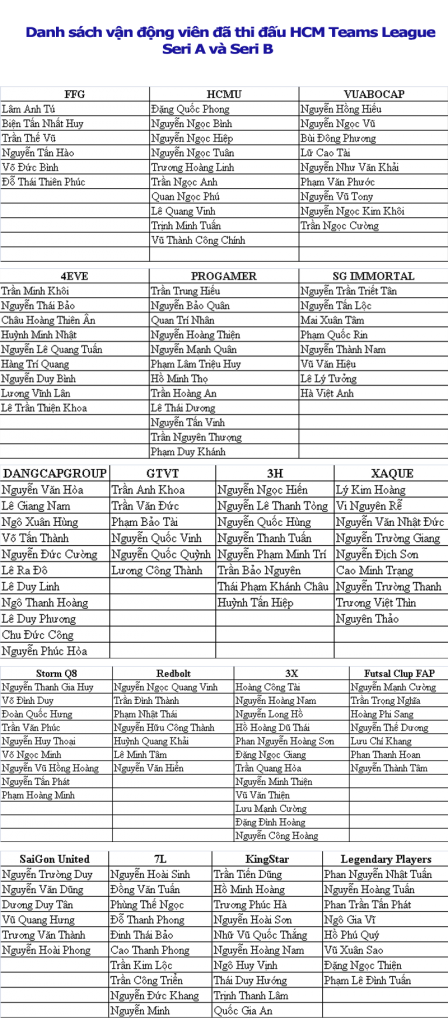 Danh sách vận động viên đã thi đấu HCM Teams League
Seri A và Seri B
FFG HCMU VUABOCAP
Lâm Anh Tú Đặng Quốc Phong Nguyễn Hồng Hiếu
Biện Tấn Nhất Huy Nguyễn Ngọc Bình Nguyễn Ngọc Vũ
Trần Thế Vũ Nguyễn Ngọc Hiệp Bùi Đông Phương
Nguyễn Tấn Hào Nguyễn Ngọc Tuân Lữ Cao Tài
Võ Đức Bình Trương Hoàng Linh Nguyễn Như Văn Khải
Đỗ Thái Thiên Phúc Trần Ngọc Anh Phạm Văn Phước
Quan Ngọc Phú Nguyễn Vũ Tony
Lê Quang Vinh Nguyễn Ngọc Kim Khôi
Trịnh Minh Tuấn Trần Ngọc Cường
Vũ Thành Công Chính
4EVE PROGAMER SG IMMORTAL
Trần Minh Khôi Trần Trung Hiếu Nguyễn Trần Triết Tân
Nguyễn Thái Bảo Nguyễn Bảo Quân Nguyễn Tấn Lộc
Châu Hoàng Thiên Ân Quan Trí Nhân Mai Xuân Tâm
Huỳnh Minh Nhật Nguyễn Hoàng Thiện Phạm Quốc Rin
Nguyễn Lê Quang Tuấn Nguyễn Mạnh Quân Nguyễn Thành Nam
Hàng Trí Quang Phạm Lâm Triệu Huy Vũ Văn Hiệu
Nguyễn Duy Bình Hồ Minh Thọ Lê Lý Tưởng
Lương Vĩnh Lân Trần Hoàng An Hà Việt Anh
Lê Trần Thiện Khoa Lê Thái Dương
Nguyễn Tấn Vinh
Trần Nguyên Thượng
Phạm Duy Khánh
DANGCAPGROUP GTVT 3H XAQUE
Nguyễn Văn Hòa Trần Anh Khoa Nguyễn Ngọc Hiển Lý Kim Hoàng
Lê Giang Nam Trần Văn Đức Nguyễn Lê Thanh Tòng Vi Nguyên Rễ
Ngô Xuân Hùng Phạm Bảo Tài Nguyễn Quốc Hùng Nguyễn Văn Nhật Đức
Võ Tấn Thành Nguyễn Quốc Vinh Nguyễn Thanh Tuấn Nguyễn Trường Giang
Nguyễn Đức Cường Nguyễn Quốc Quỳnh Nguyễn Phạm Minh Trí Nguyễn Địch Sơn
Lê Ra Đô Lương Công Thành Trần Bảo Nguyên Cao Minh Trạng
Lê Duy Linh Thái Phạm Khánh Châu Nguyễn Trường Thanh
Ngô Thanh Hoàng Huỳnh Tấn Hiệp Trương Việt Thìn
Lê Duy Phương Nguyên Thảo
Chu Đức Công
Nguyễn Phúc Hòa
Storm Q8 Redbolt 3X Futsal Clup FAP
Nguyễn Thanh Gia Huy Nguyễn Ngọc Quang Vinh Hoàng Công Tài Nguyễn Mạnh Cường
Võ Đình Duy Trần Đình Thành Nguyễn Hoàng Nam Trần Trọng Nghĩa
Đoàn Quốc Hưng Phạm Nhật Thái Nguyễn Long Hồ Hoàng Phi Sang
Trần Văn Phúc Nguyễn Hữu Công Thành Hồ Hoàng Dũ Thái Nguyễn Thế Dương
Nguyễn Huy Thoại Huỳnh Quang Khải Phan Nguyễn Hoàng Sơn Lưu Chí Khang
Võ Ngọc Minh Lê Minh Tâm Đặng Ngọc Giang Phan Thanh Hoan
Nguyễn Vũ Hồng Hoàng Nguyễn Văn Hiển Trần Quang Hòa Nguyễn Thành Tâm
Nguyễn Tấn Phát Nguyễn Minh Thiện
Phạm Hoàng Minh Vũ Văn Thiện
Lưu Mạnh Cường
Đặng Đình Hoàng
Nguyễn Công Hoàng
SaiGon United 7L KingStar Legendary Players
Nguyễn Trường Duy Nguyễn Hoài Sinh Trần Tiến Dũng Phan Nguyễn Nhật Tuấn
Nguyễn Văn Dũng Đồng Văn Tuấn Hồ Minh Hoàng Nguyễn Hoàng Tuấn
Dương Duy Tân Phùng Thế Ngọc Trương Phúc Hà Phan Trần Tấn Phát
Vũ Quang Hưng Đỗ Thanh Phong Nguyễn Hoài Sơn Ngô Gia Vĩ
Trương Văn Thành Đinh Thái Bảo Nhữ Vũ Quốc Thắng Hồ Phú Quý
Nguyễn Hoài Phong Cao Thanh Phong Nguyễn Hoàng Nam Vũ Xuân Sao
Trần Kim Lộc Ngô Huy Vịnh Đặng Ngọc Thiện
Trần Công Triển Thái Duy Hướng Phạm Lê Đình Tuấn
Nguyễn Đức Khang Trịnh Thanh Lâm
Nguyễn Minh Quốc Gia An